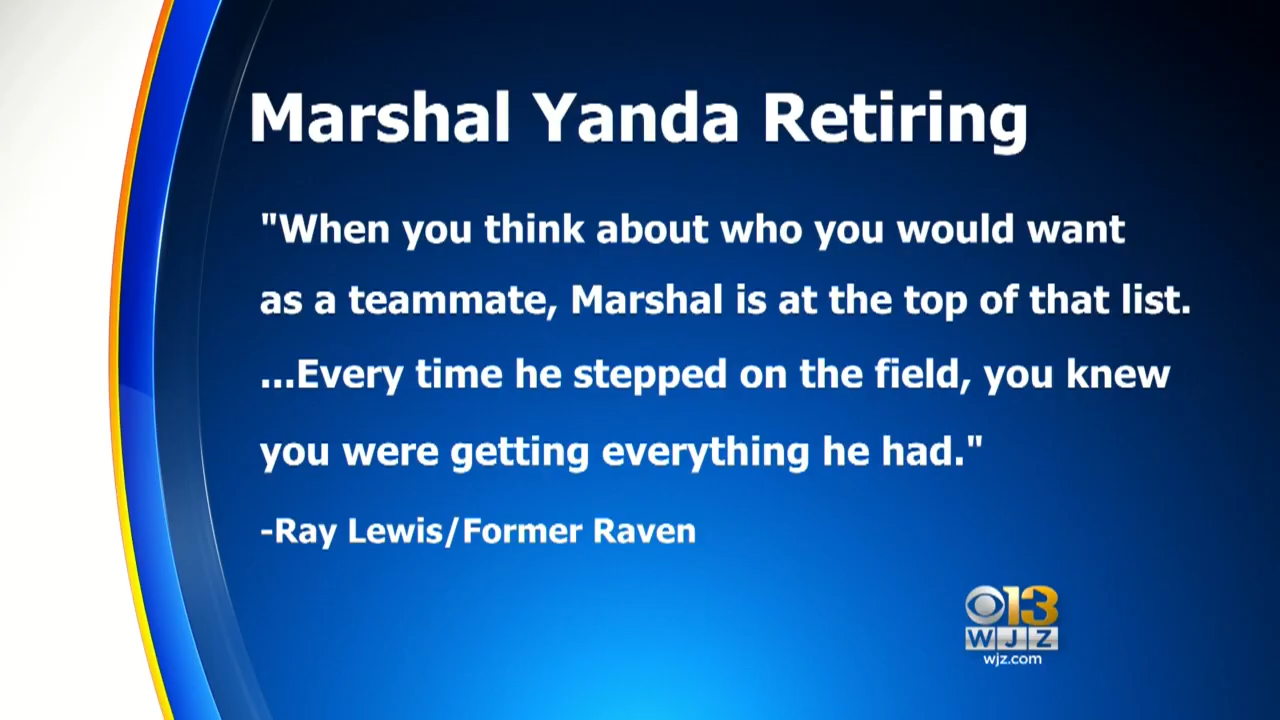 Marshal Yanda Retiring
"When you think about who you would want
as a teammate, Marshal is at the top of that list.
...Every time he stepped on the field, you knew
you were getting everything he had."
-Ray Lewis/Former Raven
13
WJZ
wjz.com